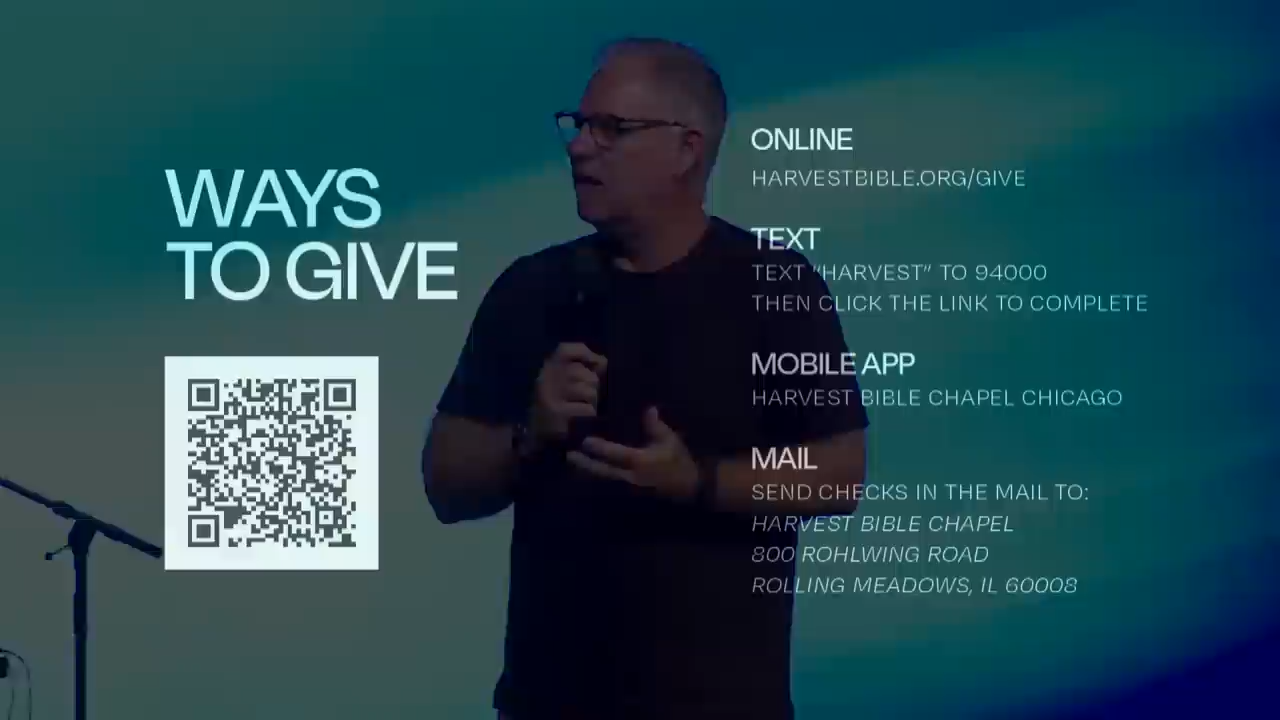 WAYS
TO GIVE
ONLINE
HARVESTBIBLE.ORG/GIVE
TEXT
TEXT “HARVEST” TO 94000
THEN CLICK THE LINK TO COMPLETE
MOBILE APP
HARVEST BIBLE CHAPEL CHICAGO
MAIL
SEND CHECKS IN THE MAIL TO:
HARVEST BIBLE CHAPEL
800 ROHLWING ROAD
ROLLING MEADOWS, IL 60008